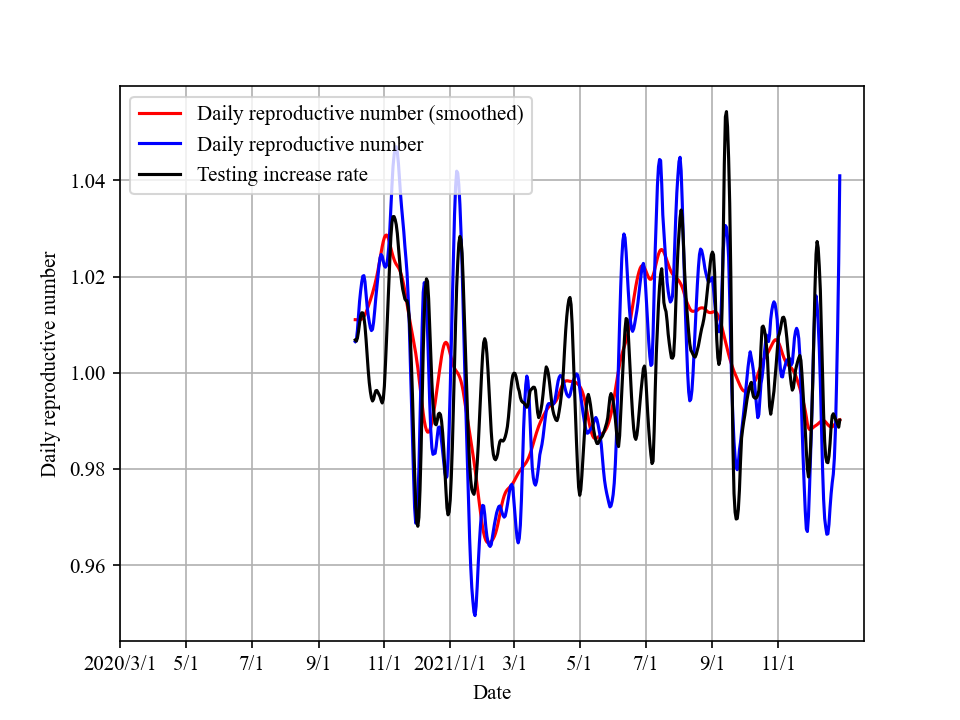 Daily reproductive number (smoothed)
Daily reproductive number
Testing increase rate
Daily reproductive number
1.04
1.02
1.00
0.98
0.96
2020/3/1 5/1 7/1 9/1 11/1 2021/1/1 3/1 5/1 7/1 9/1 11/1
Date